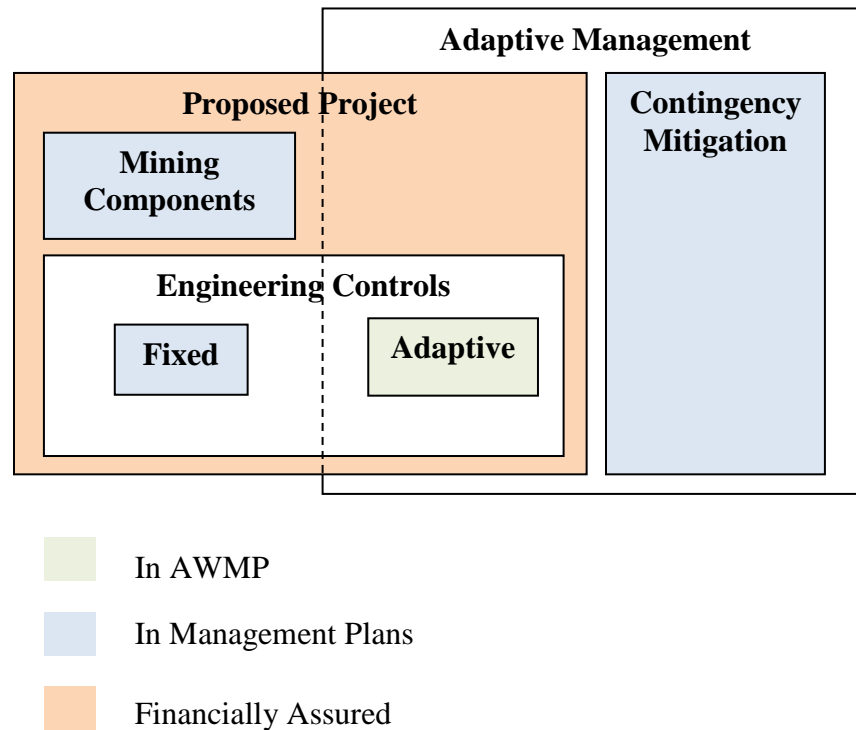 Adaptive Management
Proposed Project
Contingency
Mitigation
Mining
Components
Engineering Controls
Fixed
Adaptive
In AWMP
In Management Plans
Financially Assured